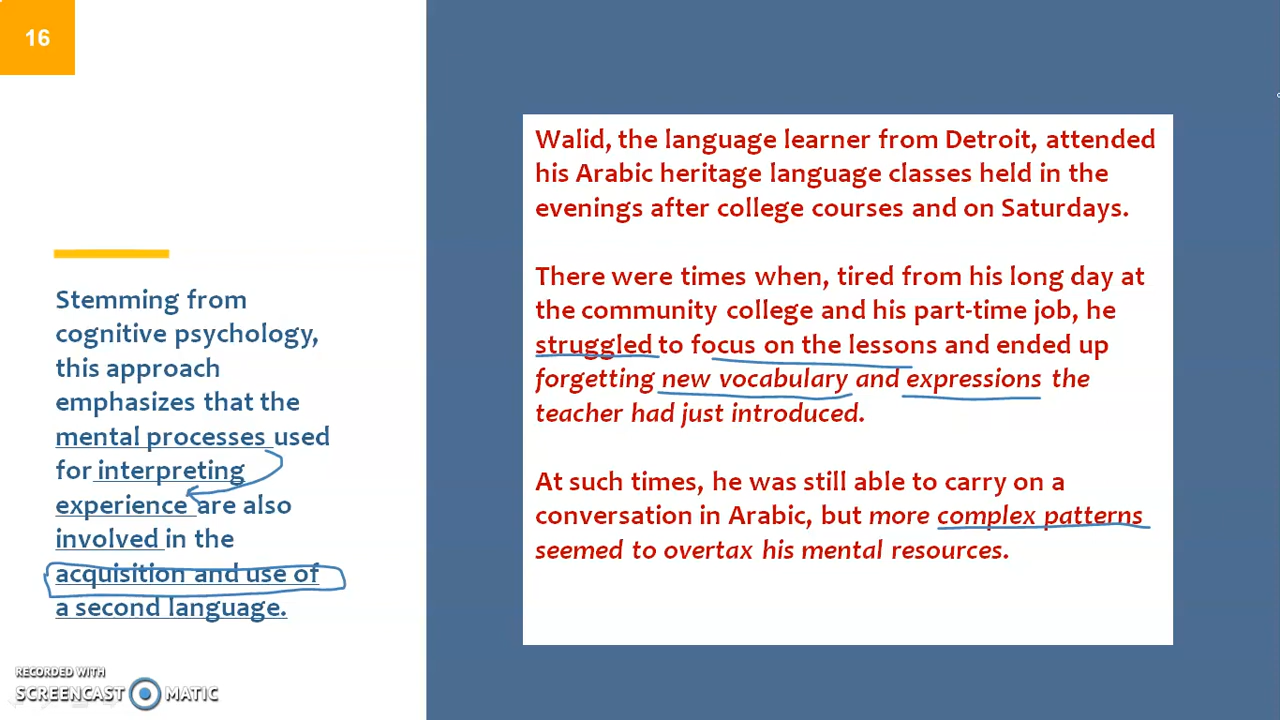 16
Stemming from
cognitive psychology,
this approach
emphasizes that the
mental processes used
for interpreting
experience are also
involved in the
acquisition and use of
a second language.
Walid, the language learner from Detroit, attended
his Arabic heritage language classes held in the
evenings after college courses and on Saturdays.
There were times when, tired from his long day at
the community college and his part-time job, he
struggled to focus on the lessons and ended up
forgetting new vocabulary and expressions the
teacher had just introduced.
At such times, he was still able to carry on a
conversation in Arabic, but more complex patterns
seemed to overtax his mental resources.
RECORDED WITH
SCREENCAST MATIC